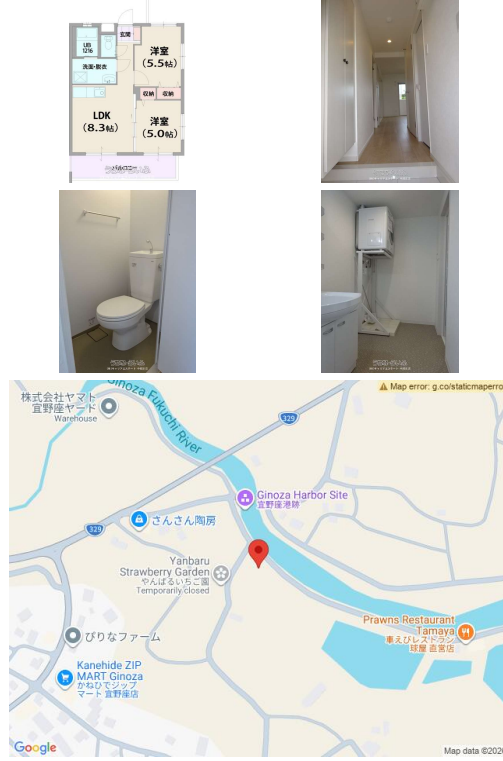 玄関
UB
1216
洋室
(5.5帖)
洗面・脱衣
収納
収納
LDK
(8.3帖)
洋室
(5.0帖)
バルコニー
Ginoza Fukuchi River
Map error: g.co/staticmaperro
株式会社ヤマト
宜野座ヤード
Warehouse
329
Ginoza Harbor Site
宜野座港跡
さんさん陶房
329
Yanbaru
Strawberry Garden
やんばるいちご園
Temporarily closed
Prawns Restaurant
Tamaya
車えびレストラン
球屋 直営店
ぴりなファーム
Kanehide ZIP
MART Ginoza
かねひでジップ
マート 宜野座店
Google
Map data ©2026